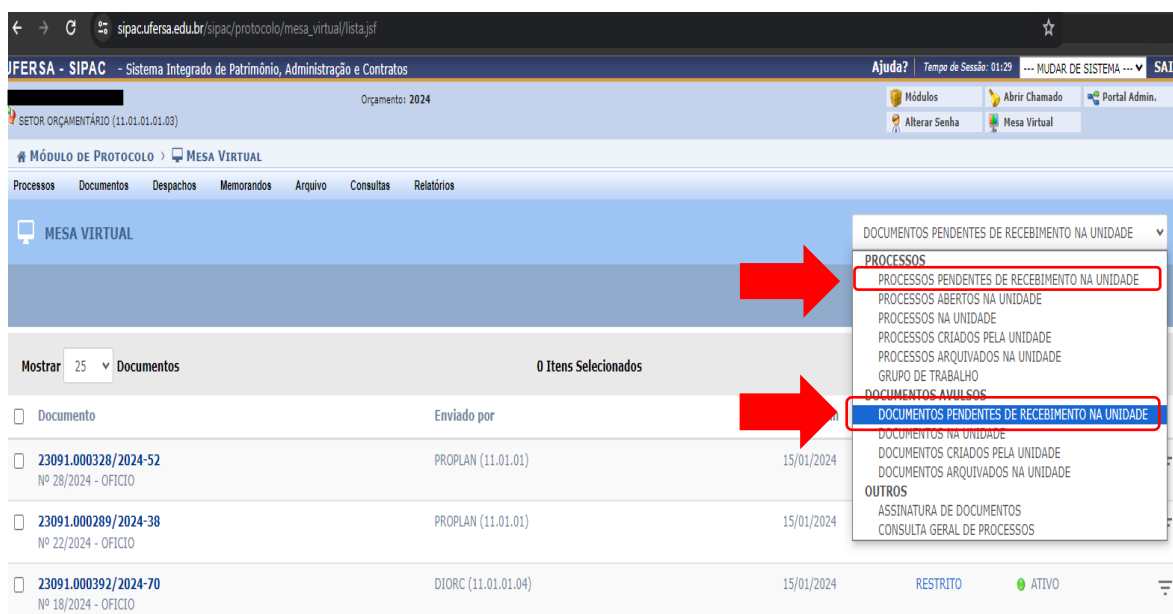 sipac.ufersa.edu.br/sipac/protocolo/mesa_virtual/lista.jsf
UFERSA - SIPAC - Sistema Integrado de Patrimônio, Administração e Contratos
Ajuda? Tempo de Sessão: 01:29 --- MUDAR DE SISTEMA --- SAI
Orçamento: 2024
Módulos Abrir Chamado Portal Admin.
SETOR ORÇAMENTÁRIO (11.01.01.01.03)
Alterar Senha Mesa Virtual
MÓDULO DE PROTOCOLO > MESA VIRTUAL
Processos Documentos Despachos Memorandos Arquivo Consultas Relatórios
MESA VIRTUAL
DOCUMENTOS PENDENTES DE RECEBIMENTO NA UNIDADE
PROCESSOS
PROCESSOS PENDENTES DE RECEBIMENTO NA UNIDADE
PROCESSOS ABERTOS NA UNIDADE
PROCESSOS NA UNIDADE
PROCESSOS CRIADOS PELA UNIDADE
PROCESSOS ARQUIVADOS NA UNIDADE
GRUPO DE TRABALHO
DOCUMENTOS AVULSOS
DOCUMENTOS PENDENTES DE RECEBIMENTO NA UNIDADE
DOCUMENTOS NA UNIDADE
DOCUMENTOS CRIADOS PELA UNIDADE
DOCUMENTOS ARQUIVADOS NA UNIDADE
OUTROS
ASSINATURA DE DOCUMENTOS
CONSULTA GERAL DE PROCESSOS
Mostrar 25 Documentos
0 Itens Selecionados
Documento Enviado por
23091.000328/2024-52 PROPLAN (11.01.01) 15/01/2024
Nº 28/2024 - OFICIO
23091.000289/2024-38 PROPLAN (11.01.01) 15/01/2024
Nº 22/2024 - OFICIO
23091.000392/2024-70 DIORC (11.01.01.04) 15/01/2024 RESTRITO ATIVO
Nº 18/2024 - OFICIO